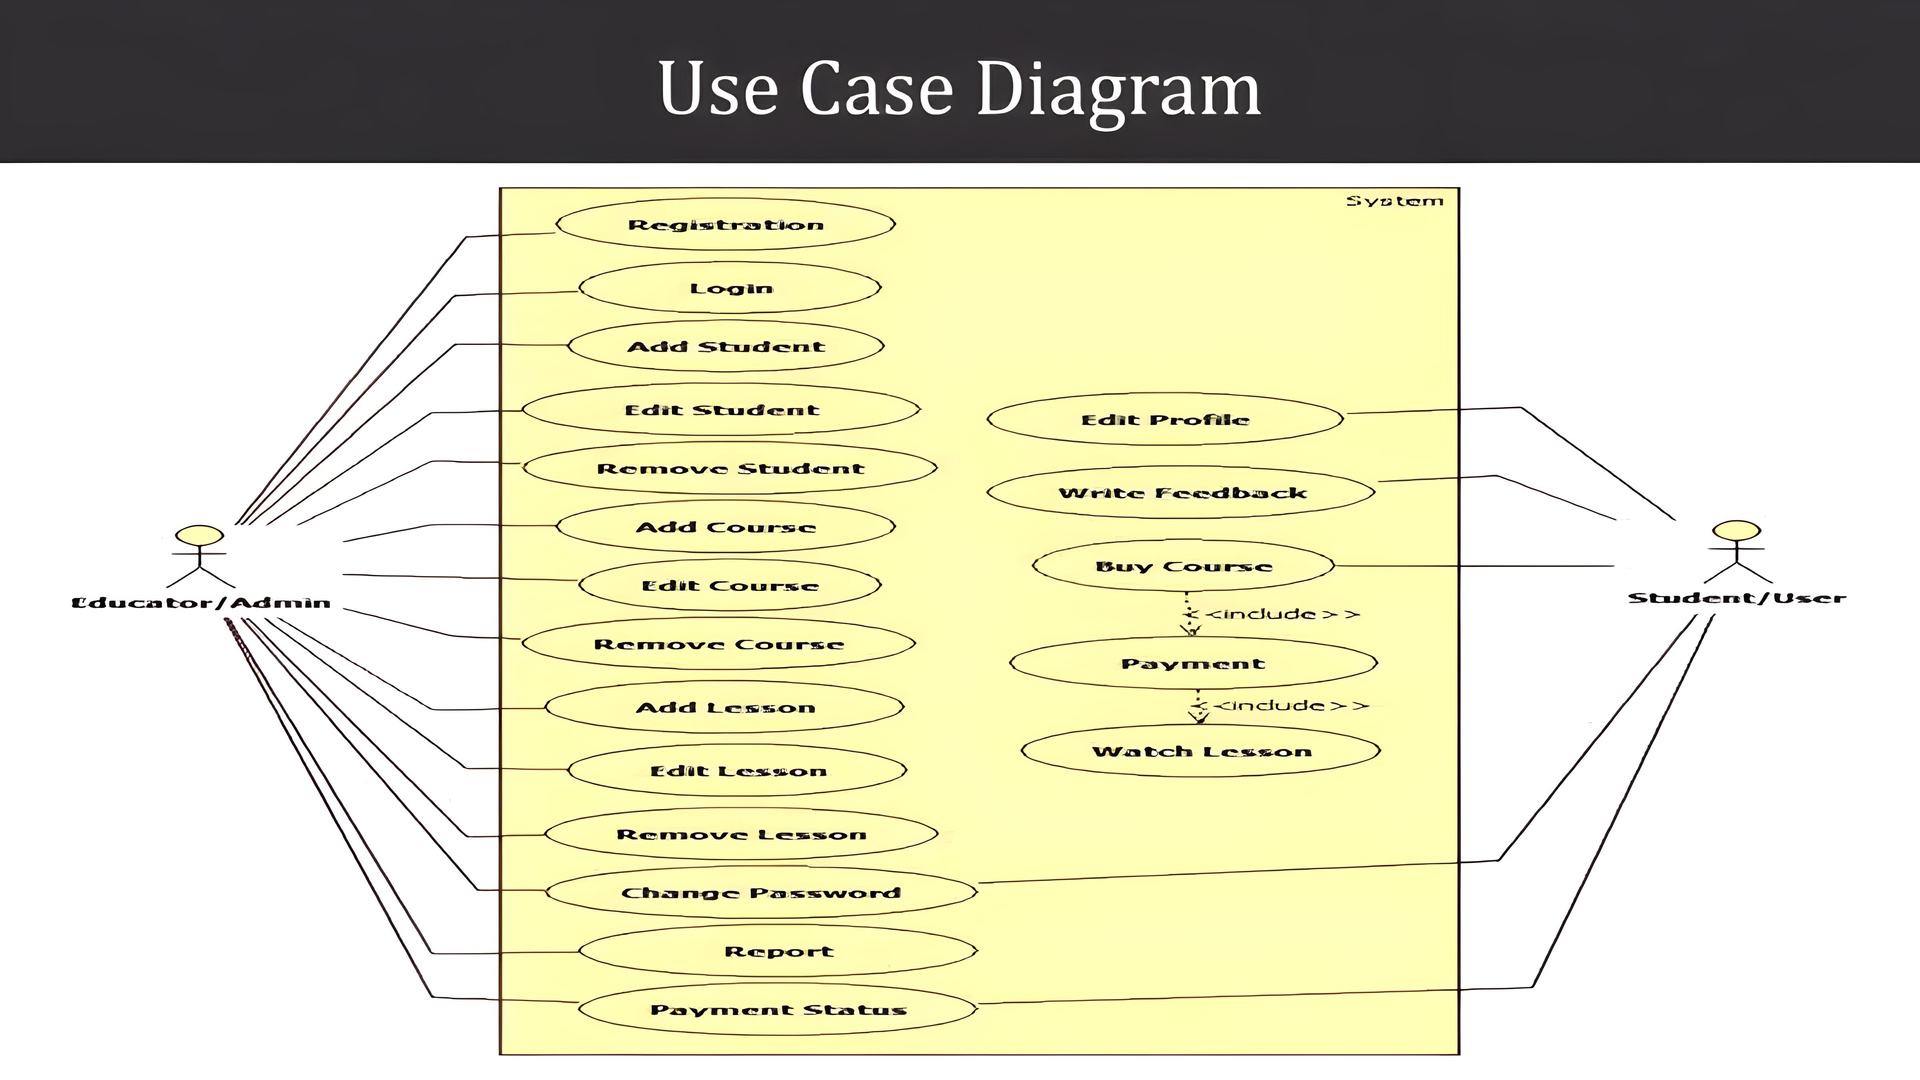 Use Case Diagram
System
Registration
Login
Add Student
Edit Student
Remove Student
Add Course
Edit Course
Remove Course
Add Lesson
Edit Lesson
Remove Lesson
Change Password
Report
Payment Status
Edit Profile
Write Feedback
Buy Course
<<include>>
Payment
<<include>>
Watch Lesson
Educator/Admin
Student/User